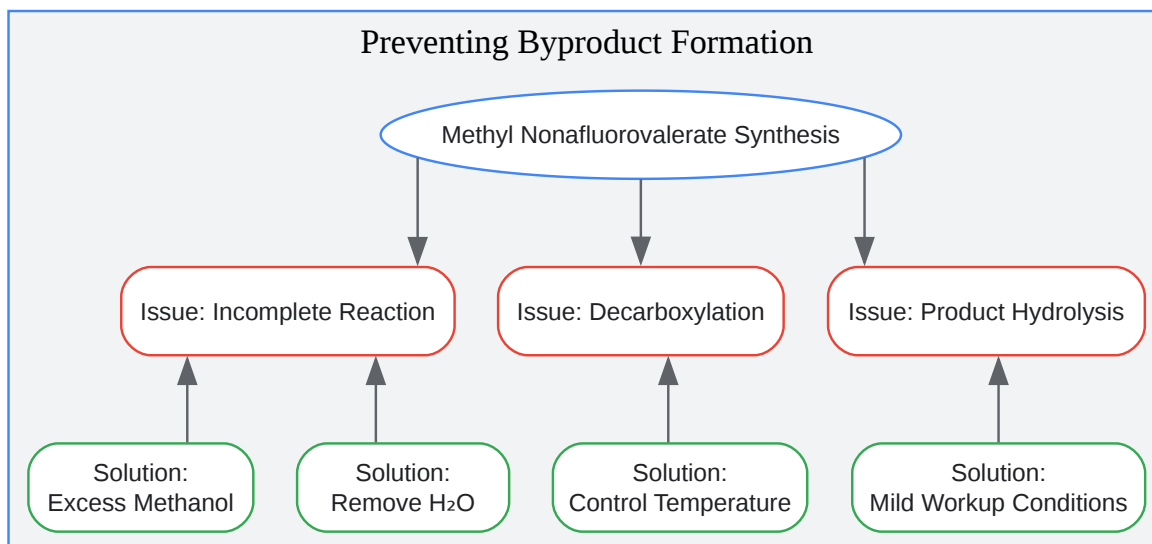 Preventing Byproduct Formation
Methyl Nonafluorovalerate Synthesis
Issue: Incomplete Reaction
Issue: Decarboxylation
Issue: Product Hydrolysis
Solution:
Excess Methanol
Solution:
Remove H₂O
Solution:
Control Temperature
Solution:
Mild Workup Conditions